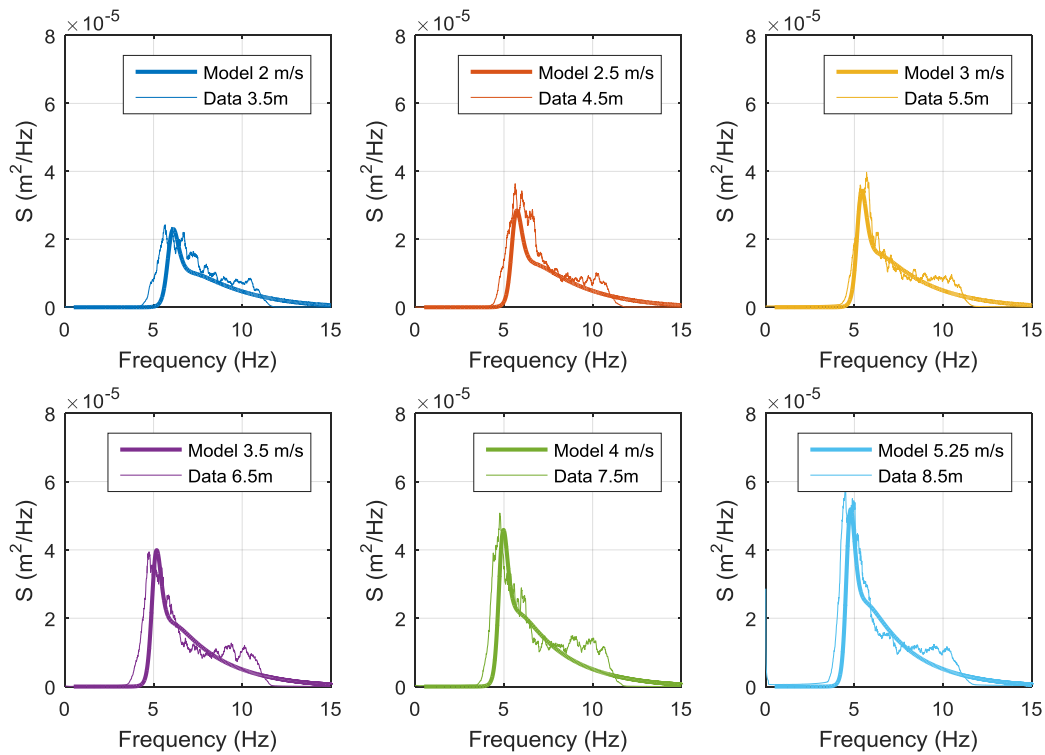 ×10⁻⁵ ×10⁻⁵ ×10⁻⁵
8 8 8
Model 2 m/s Model 2.5 m/s Model 3 m/s
Data 3.5m Data 4.5m Data 5.5m
6 6 6
S (m²/Hz) S (m²/Hz) S (m²/Hz)
4 4 4
2 2 2
0 0 0
0 5 10 15 0 5 10 15 0 5 10 15
Frequency (Hz) Frequency (Hz) Frequency (Hz)
×10⁻⁵ ×10⁻⁵ ×10⁻⁵
8 8 8
Model 3.5 m/s Model 4 m/s Model 5.25 m/s
Data 6.5m Data 7.5m Data 8.5m
6 6 6
S (m²/Hz) S (m²/Hz) S (m²/Hz)
4 4 4
2 2 2
0 0 0
0 5 10 15 0 5 10 15 0 5 10 15
Frequency (Hz) Frequency (Hz) Frequency (Hz)